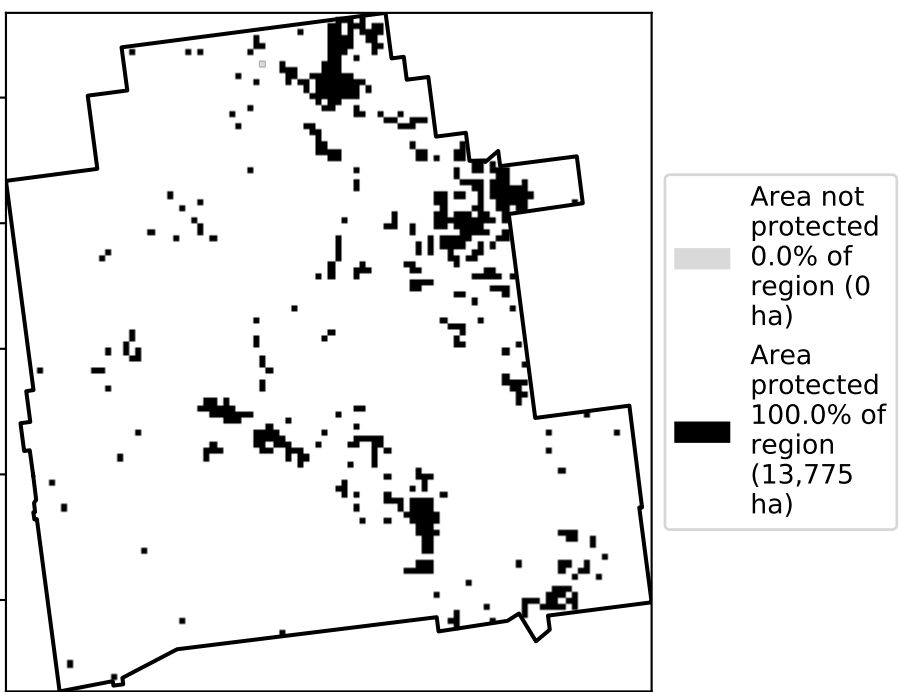 Area not
protected
0.0% of
region (0
ha)
Area
protected
100.0% of
region
(13,775
ha)